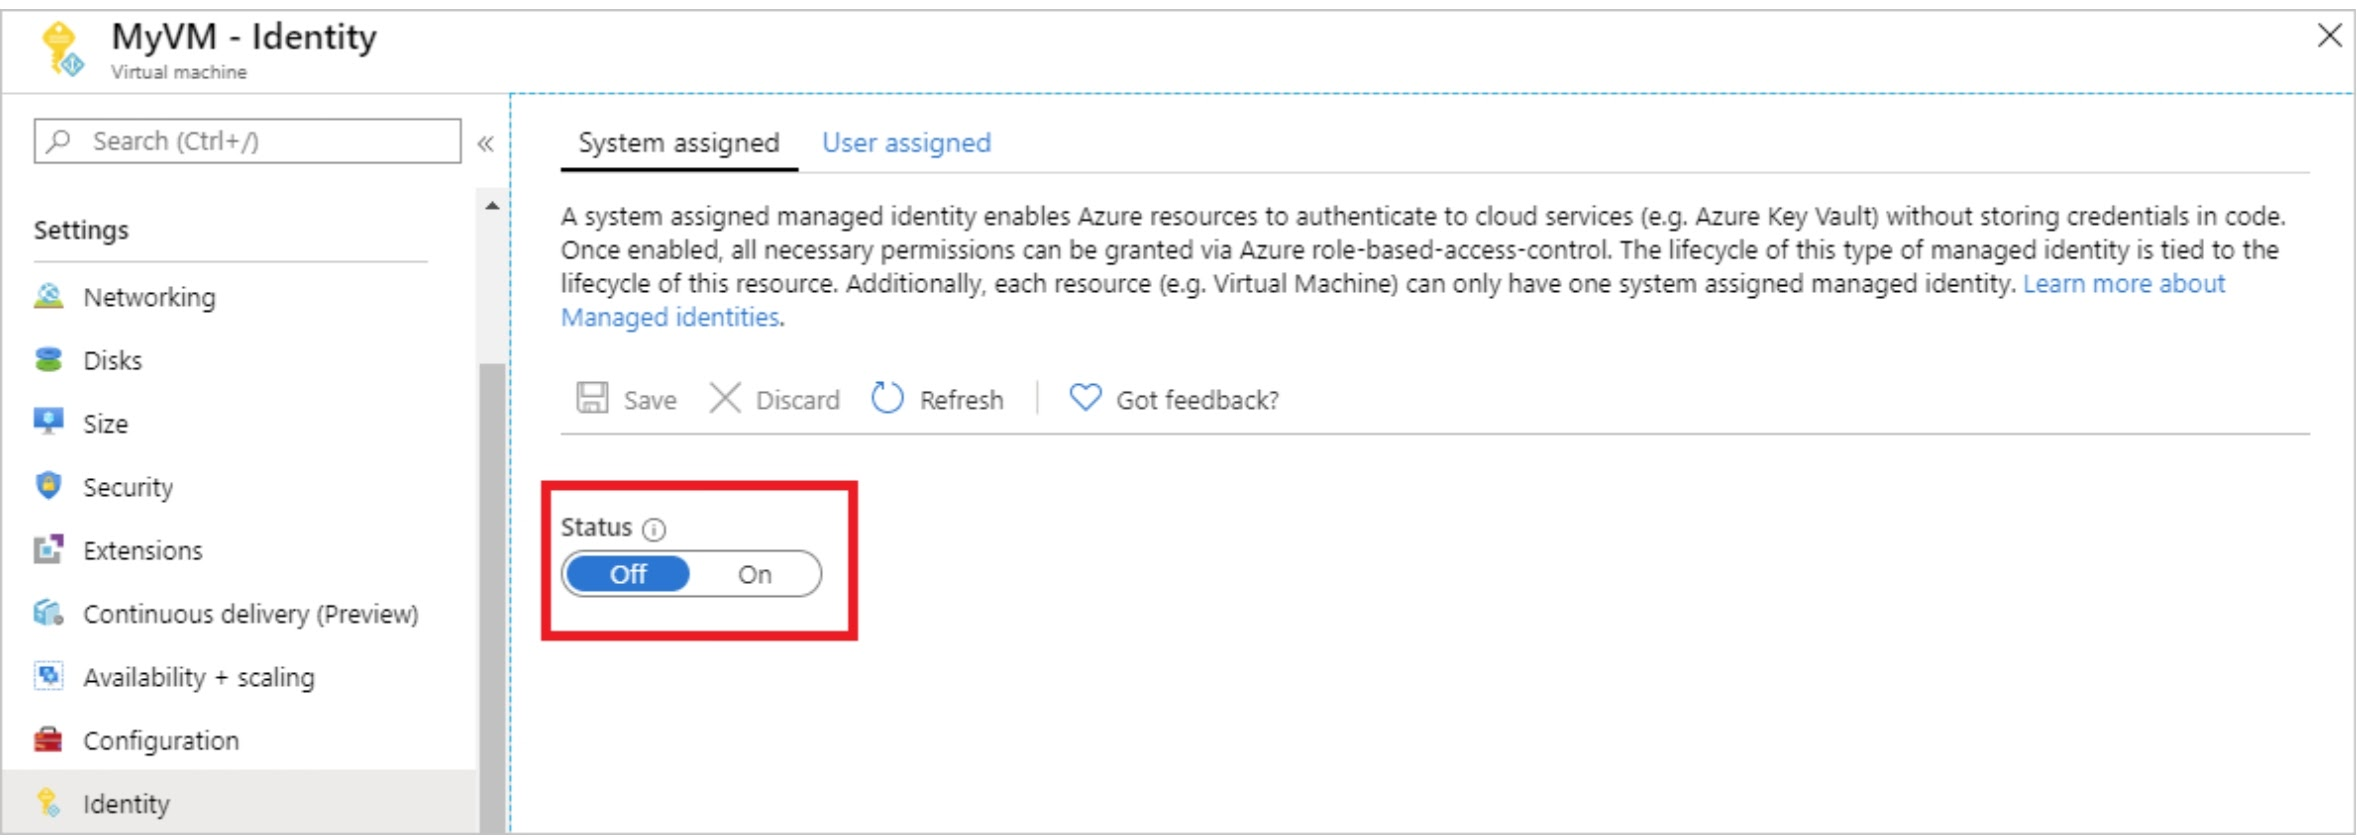 MyVM - Identity
Virtual machine
Search (Ctrl+/)
«
Settings
Networking
Disks
Size
Security
Extensions
Continuous delivery (Preview)
Availability + scaling
Configuration
Identity
System assigned
User assigned
A system assigned managed identity enables Azure resources to authenticate to cloud services (e.g. Azure Key Vault) without storing credentials in code.
Once enabled, all necessary permissions can be granted via Azure role-based-access-control. The lifecycle of this type of managed identity is tied to the
lifecycle of this resource. Additionally, each resource (e.g. Virtual Machine) can only have one system assigned managed identity. Learn more about
Managed identities.
Save Discard Refresh Got feedback?
Status
Off On